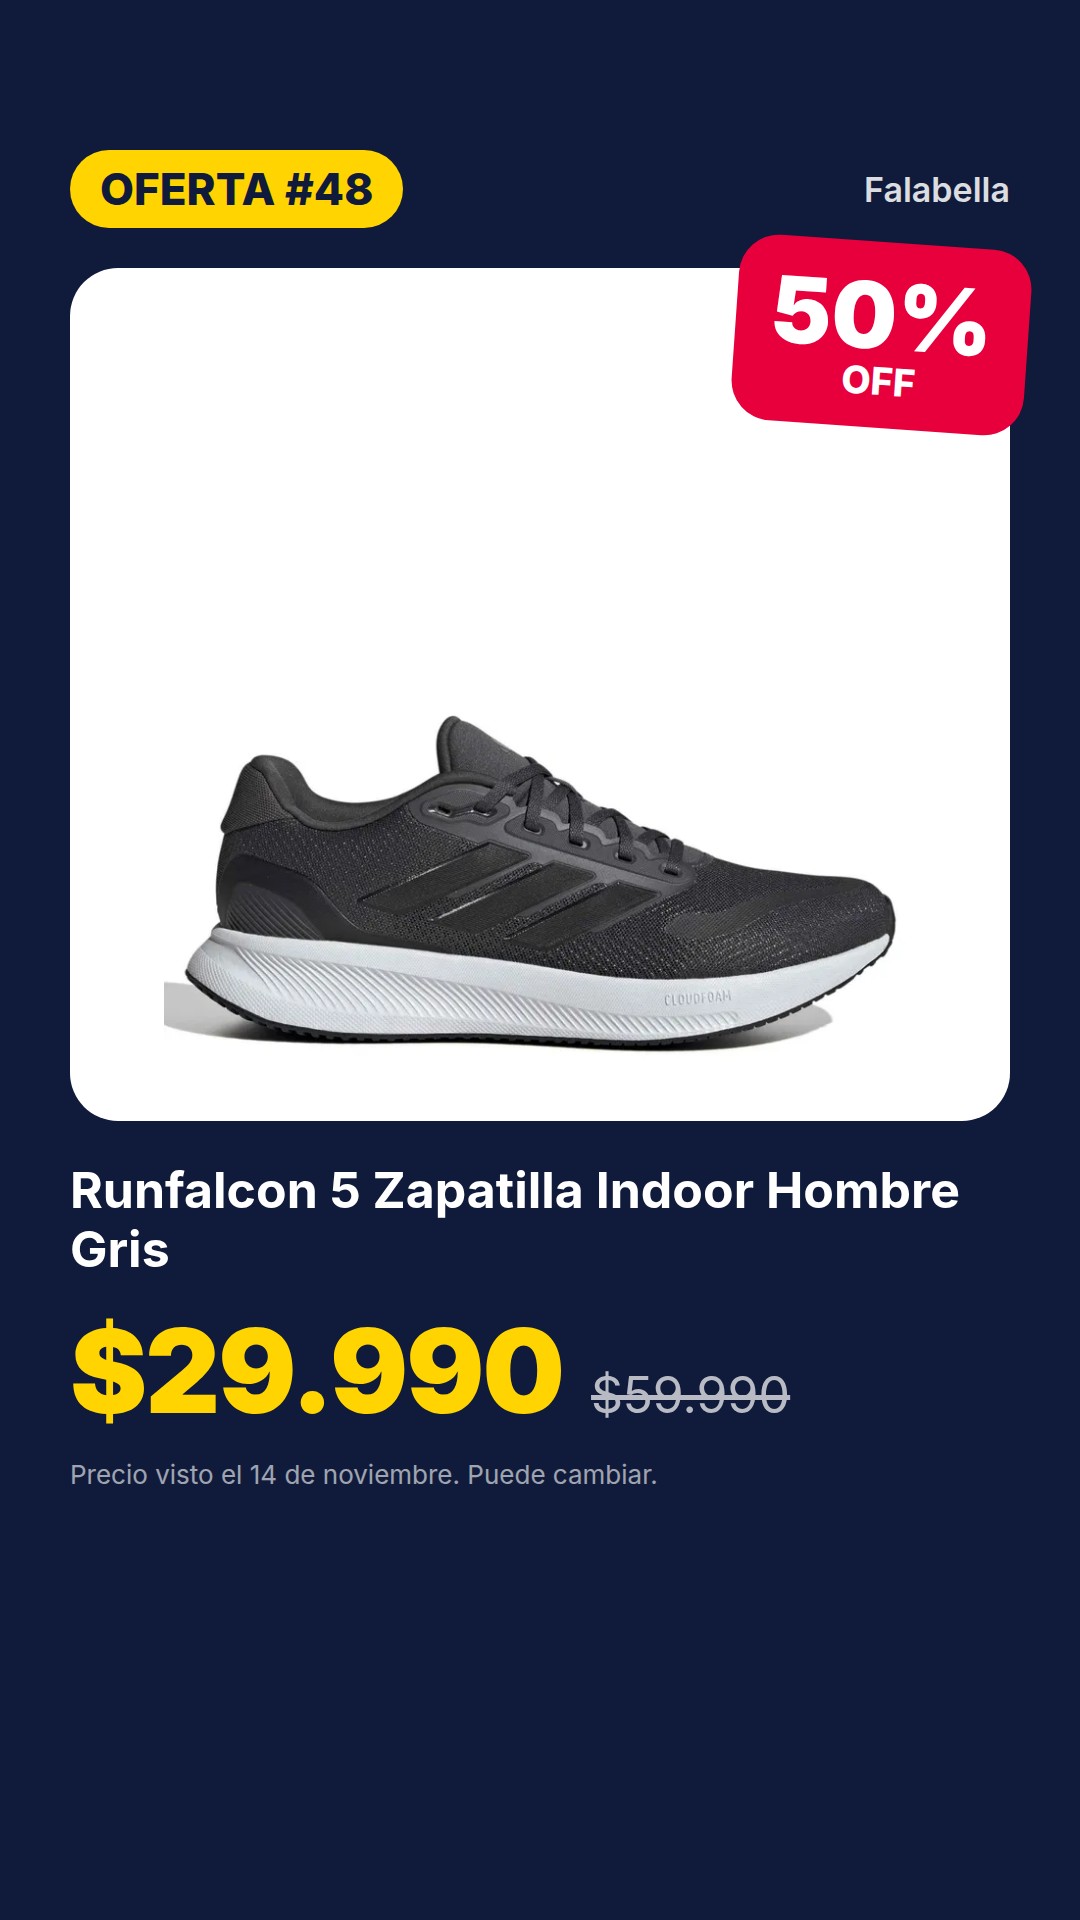 OFERTA #48
Falabella
50%
OFF
CLOUDFOAM
Runfalcon 5 Zapatilla Indoor Hombre
Gris
$29.990 $59.990
Precio visto el 14 de noviembre. Puede cambiar.